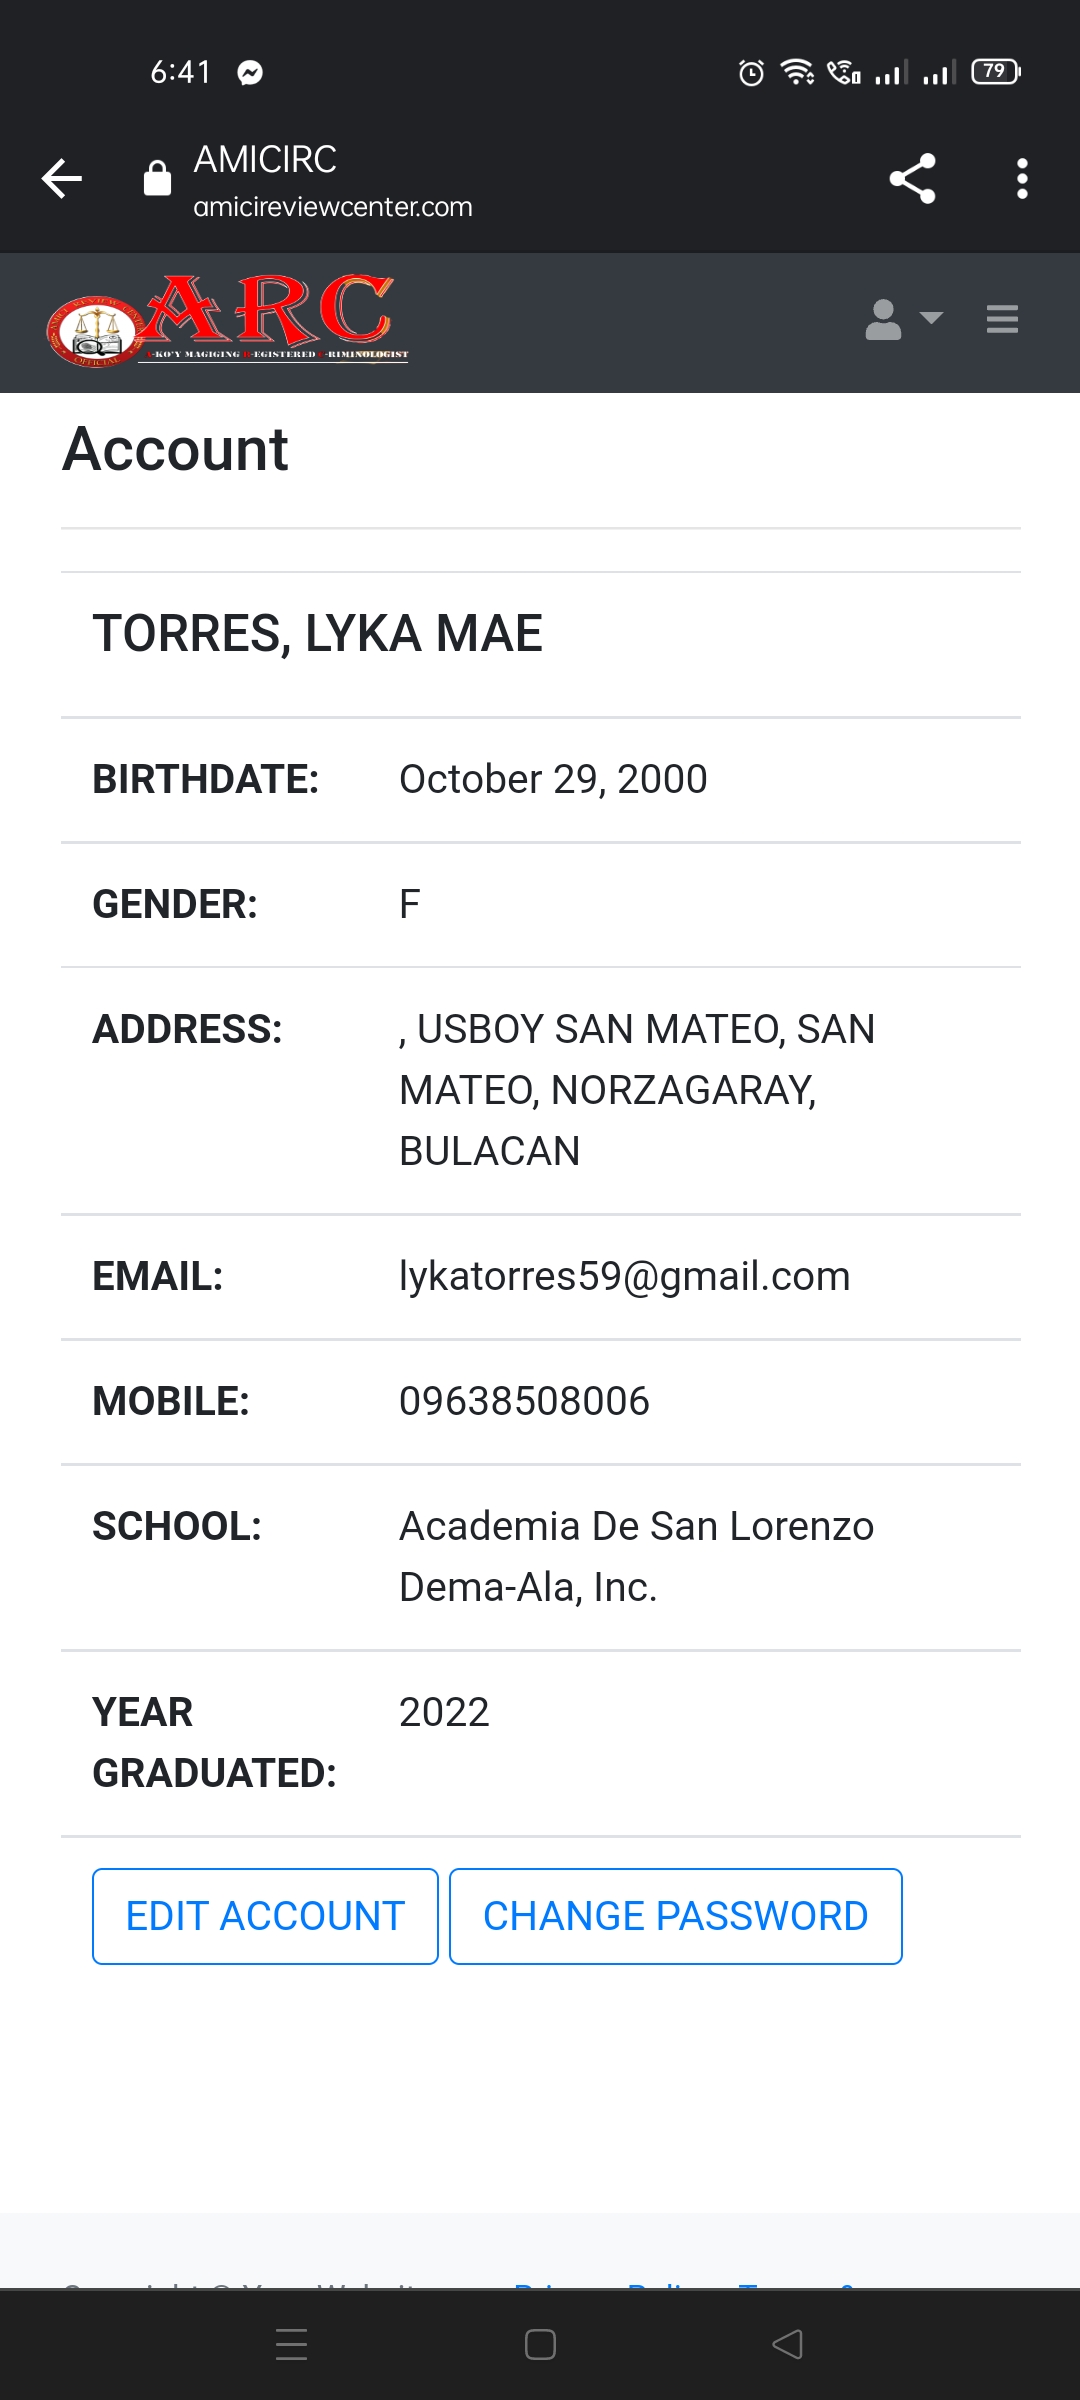 6:41
79
AMICIRC
amicireviewcenter.com
ARC
A-KO'Y MAGIGING R-EGISTERED C-RIMINOLOGIST
Account
TORRES, LYKA MAE
BIRTHDATE: October 29, 2000
GENDER: F
ADDRESS: , USBOY SAN MATEO, SAN
MATEO, NORZAGARAY,
BULACAN
EMAIL: lykatorres59@gmail.com
MOBILE: 09638508006
SCHOOL: Academia De San Lorenzo
Dema-Ala, Inc.
YEAR 2022
GRADUATED:
EDIT ACCOUNT CHANGE PASSWORD